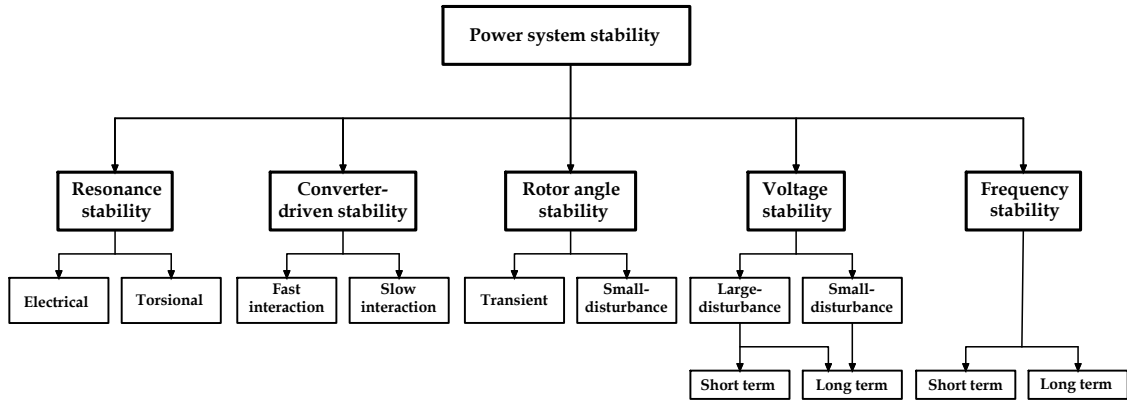 Power system stability
Resonance
stability
Converter-
driven stability
Rotor angle
stability
Voltage
stability
Frequency
stability
Electrical
Torsional
Fast
interaction
Slow
interaction
Transient
Small-
disturbance
Large-
disturbance
Small-
disturbance
Short term
Long term
Short term
Long term